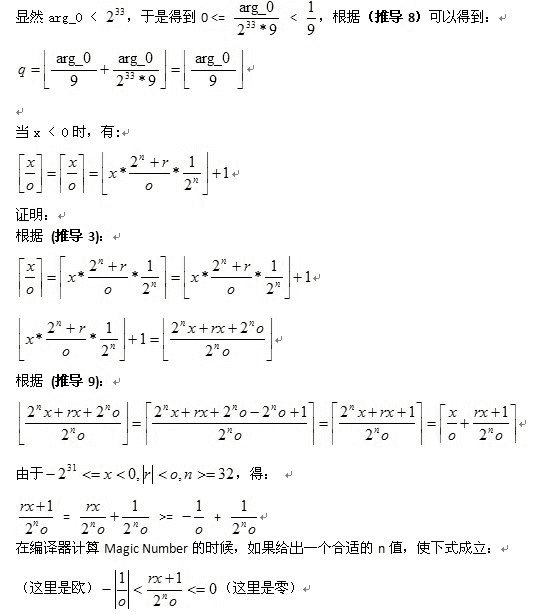 显然 arg_0 < 2^33，于是得到 0 <= arg_0 / (2^33*9) < 1/9，根据（推导 8）可以得到：
q = ⌊arg_0/9 + arg_0/(2^33*9)⌋ = ⌊arg_0/9⌋
当 x < 0 时，有:
[x/o] = ⌈x/o⌉ = ⌊x * (2^n + r)/o * 1/2^n⌋ + 1
证明：
根据 (推导 3)：
⌈x/o⌉ = ⌈x * (2^n + r)/o * 1/2^n⌉ = ⌊x * (2^n + r)/o * 1/2^n⌋ + 1
⌊x * (2^n + r)/o * 1/2^n⌋ + 1 = ⌊(2^n x + rx + 2^n o)/(2^n o)⌋
根据 (推导 9)：
⌊(2^n x + rx + 2^n o)/(2^n o)⌋ = ⌈(2^n x + rx + 2^n o - 2^n o + 1)/(2^n o)⌉ = ⌈(2^n x + rx + 1)/(2^n o)⌉ = ⌈x/o + (rx + 1)/(2^n o)⌉
由于 -2^31 <= x < 0, |r| < o, n >= 32，得：
(rx + 1)/(2^n o) = rx/(2^n o) + 1/(2^n o) >= -1/o + 1/(2^n o)
在编译器计算 Magic Number 的时候，如果给出一个合适的 n 值，使下式成立：
（这里是欧）-|1/o| < (rx + 1)/(2^n o) <= 0（这里是零）